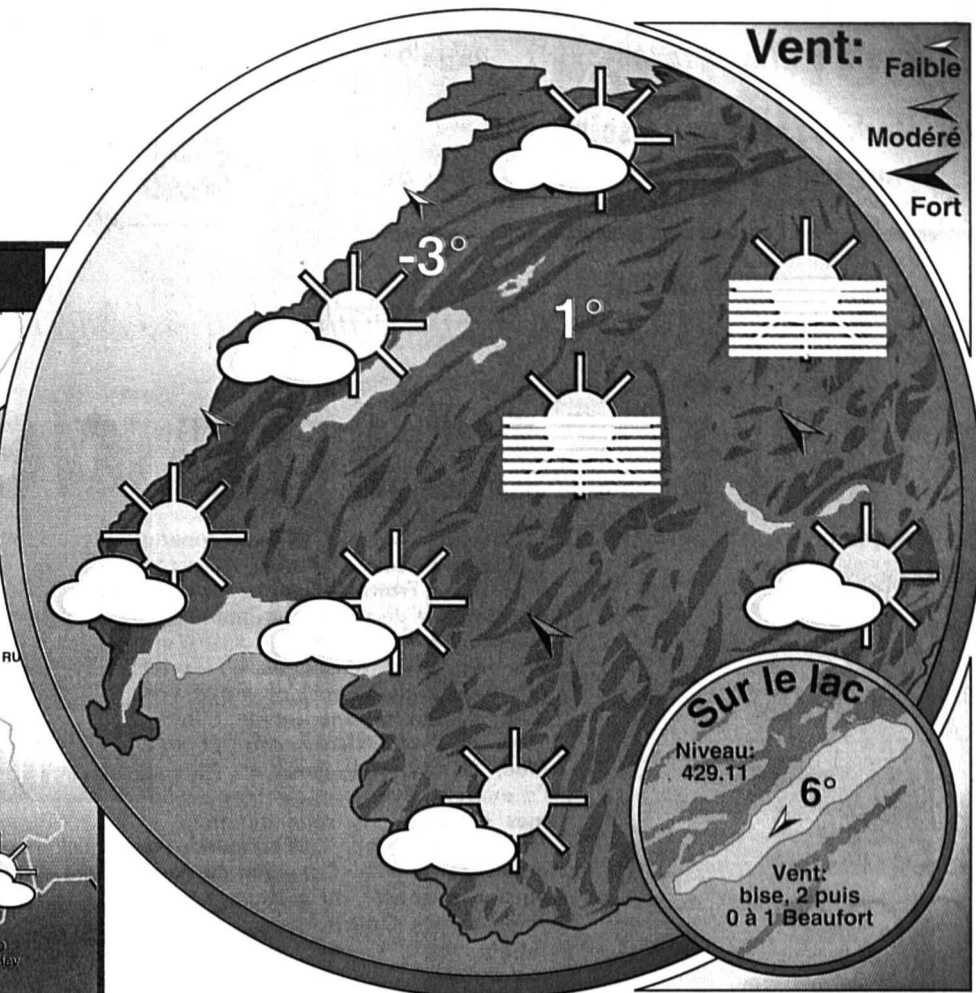 Vent:
Faible
Modéré
Fort
-3°
1°
RU
Sur le lac
Niveau:
429.11
6°
Vent:
bise, 2 puis
0 à 1 Beaufort